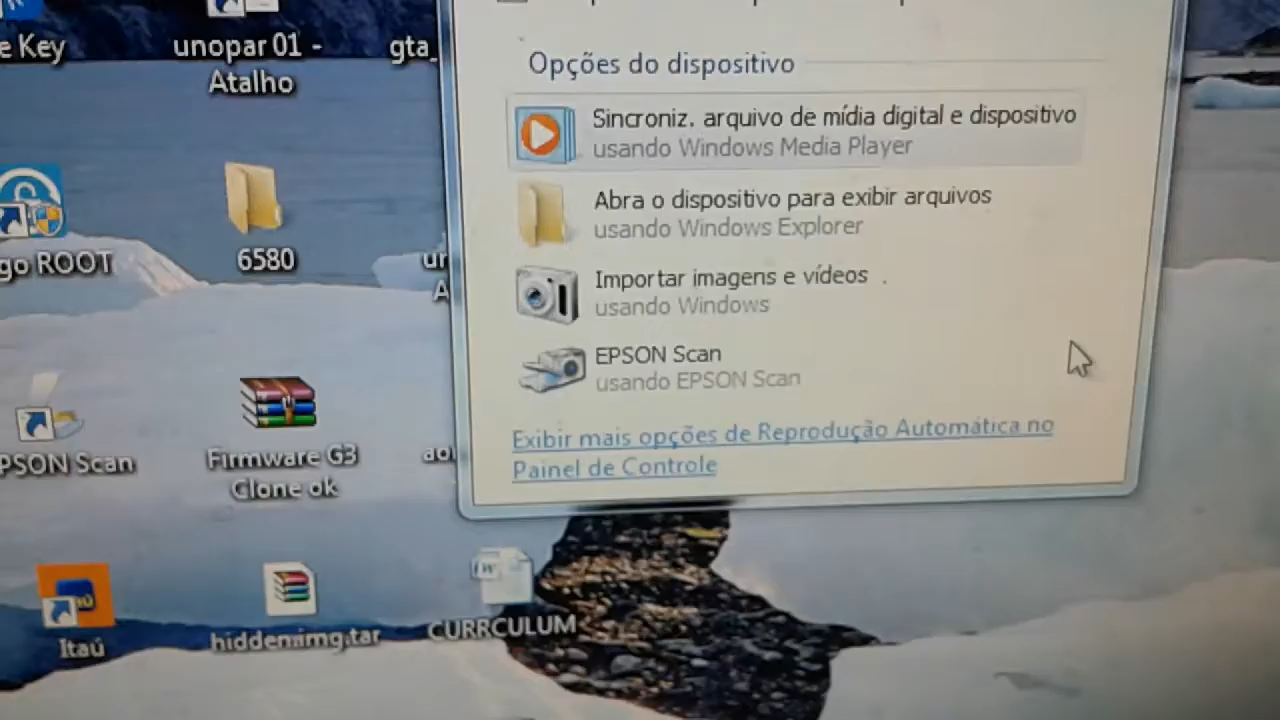 e Key
unopar 01 -
Atalho
gta_
go ROOT
6580
PSON Scan
Firmware G3
Clone ok
Itaú
hidden.img.tar
CURRCULUM
Opções do dispositivo
Sincroniz. arquivo de mídia digital e dispositivo
usando Windows Media Player
Abra o dispositivo para exibir arquivos
usando Windows Explorer
Importar imagens e vídeos
usando Windows
EPSON Scan
usando EPSON Scan
Exibir mais opções de Reprodução Automática no
Painel de Controle